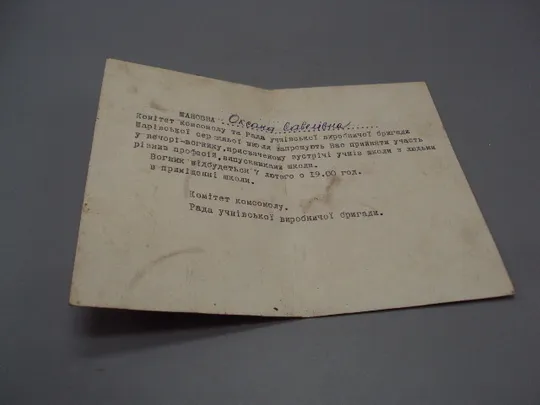 ШАНОВНА Оксана Савівна!
Комітет комсомолу та Рада учнівської виробничої бригади
середньої школи запрошують Вас прийняти участь
у вечорі-вогнику, присвяченому зустрічі учнів школи з людьми
різних професій, випускниками школи.
Вогник відбудеться 7 лютого о 19.00 год.
в приміщенні школи.
Комітет комсомолу.
Рада учнівської виробничої бригади.